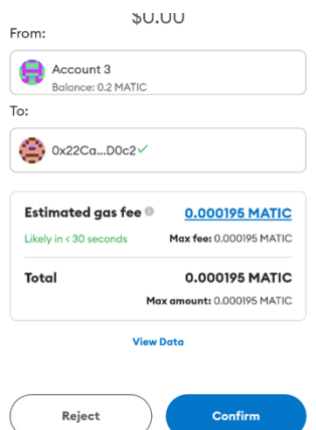 $0.00
From:
Account 3
Balance: 0.2 MATIC
To:
0x22Ca...D0c2
Estimated gas fee 0.000195 MATIC
Likely in < 30 seconds Max fee: 0.000195 MATIC
Total 0.000195 MATIC
Max amount: 0.000195 MATIC
View Data
Reject Confirm